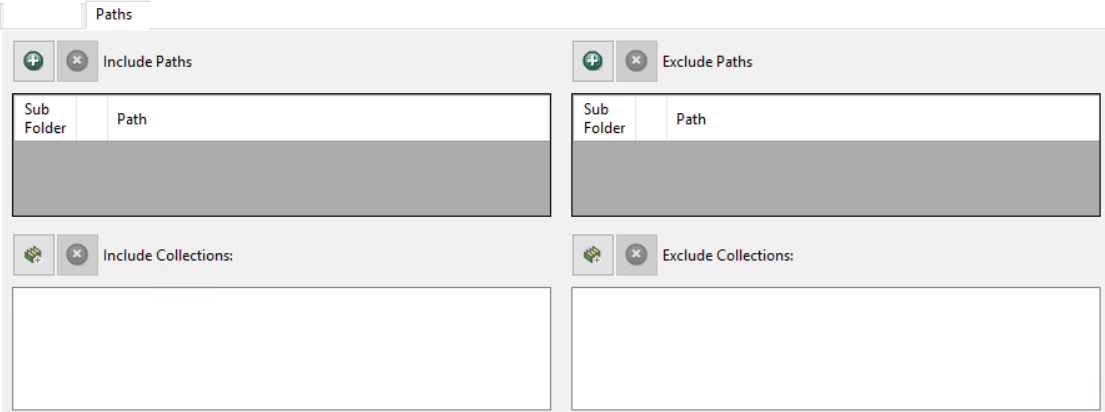 Paths
Include Paths
Exclude Paths
Sub
Folder
Path
Sub
Folder
Path
Include Collections:
Exclude Collections: